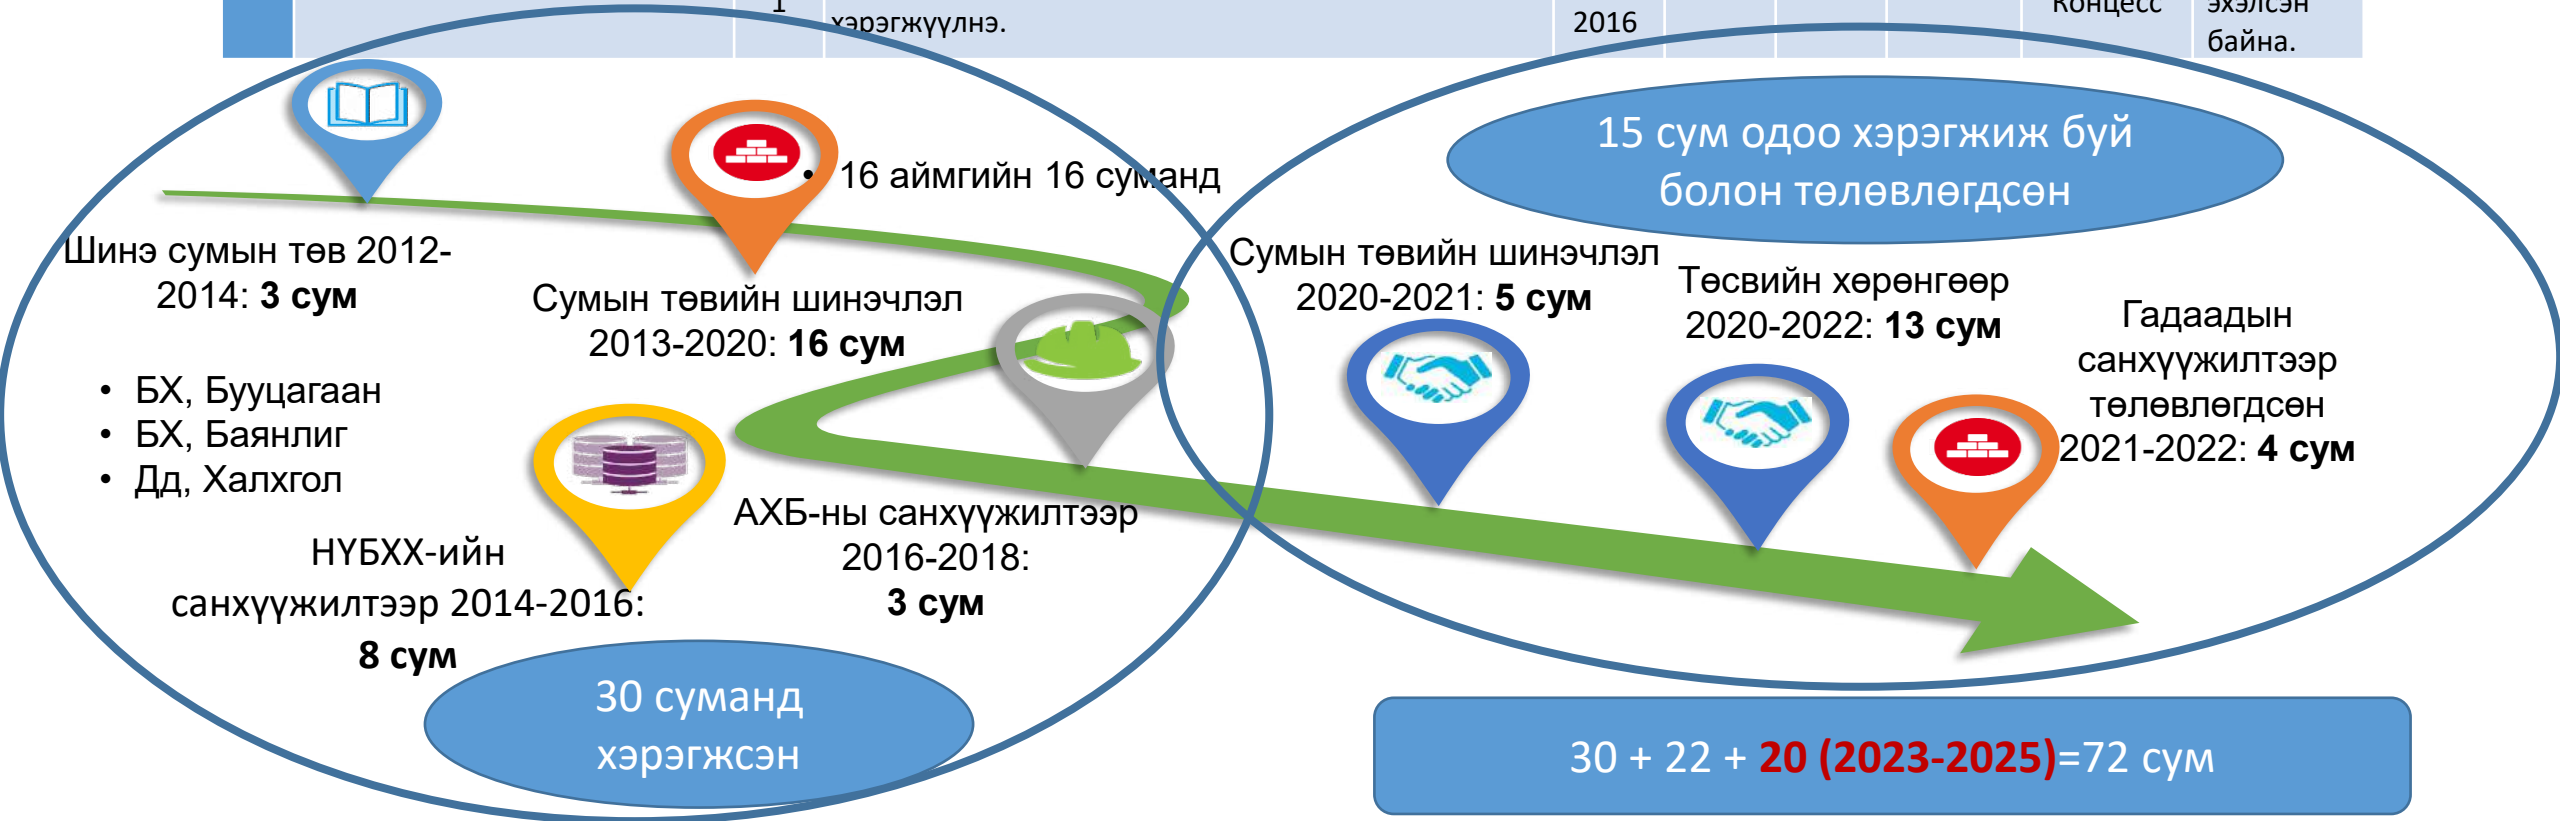 1
хэрэгжүүлнэ.
2016
Концесс
эхэлсэн
байна.
• 16 аймгийн 16 суманд
15 сум одоо хэрэгжиж буй
болон төлөвлөгдсөн
Шинэ сумын төв 2012-
2014: 3 сум
Сумын төвийн шинэчлэл
2013-2020: 16 сум
Сумын төвийн шинэчлэл
2020-2021: 5 сум
Төсвийн хөрөнгөөр
2020-2022: 13 сум
Гадаадын
санхүүжилтээр
төлөвлөгдсөн
2021-2022: 4 сум
• БХ, Бууцагаан
• БХ, Баянлиг
• Дд, Халхгол
НҮБХХ-ийн
санхүүжилтээр 2014-2016:
8 сум
АХБ-ны санхүүжилтээр
2016-2018:
3 сум
30 суманд
хэрэгжсэн
30 + 22 + 20 (2023-2025)=72 сум